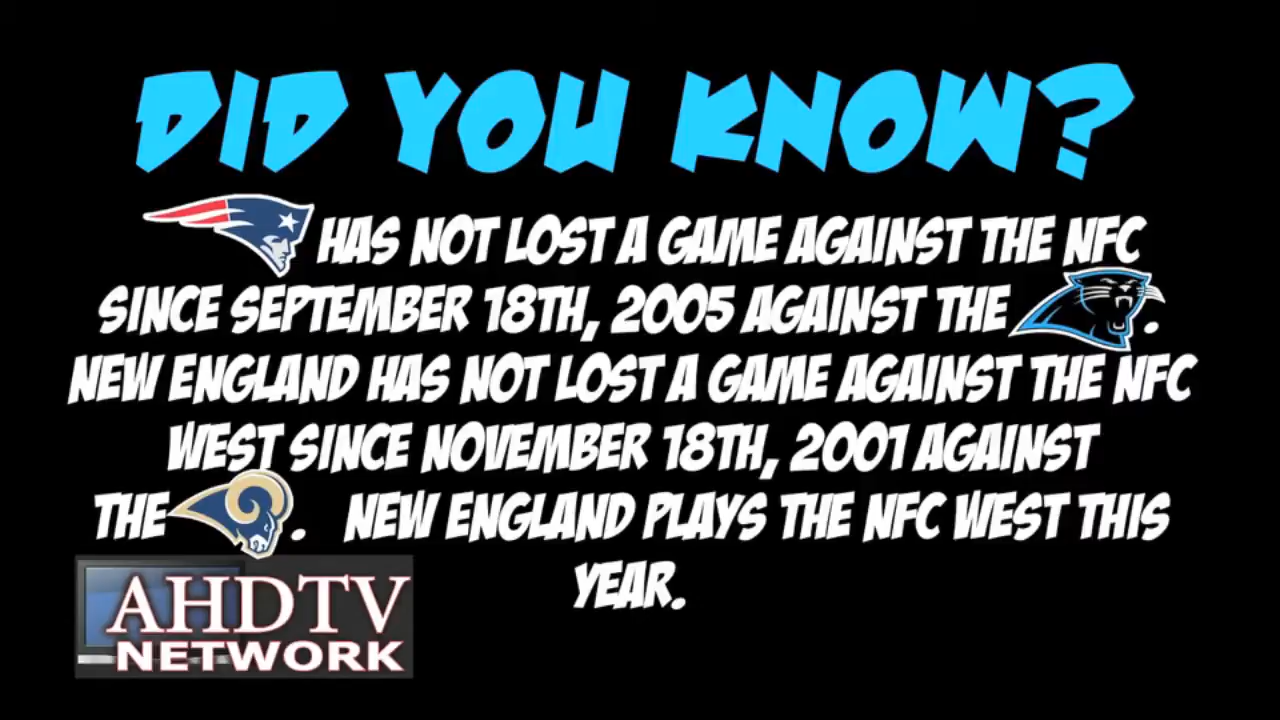 DID YOU KNOW?
HAS NOT LOST A GAME AGAINST THE NFC
SINCE SEPTEMBER 18TH, 2005 AGAINST THE .
NEW ENGLAND HAS NOT LOST A GAME AGAINST THE NFC
WEST SINCE NOVEMBER 18TH, 2001 AGAINST
THE . NEW ENGLAND PLAYS THE NFC WEST THIS
YEAR.
AHDTV
NETWORK